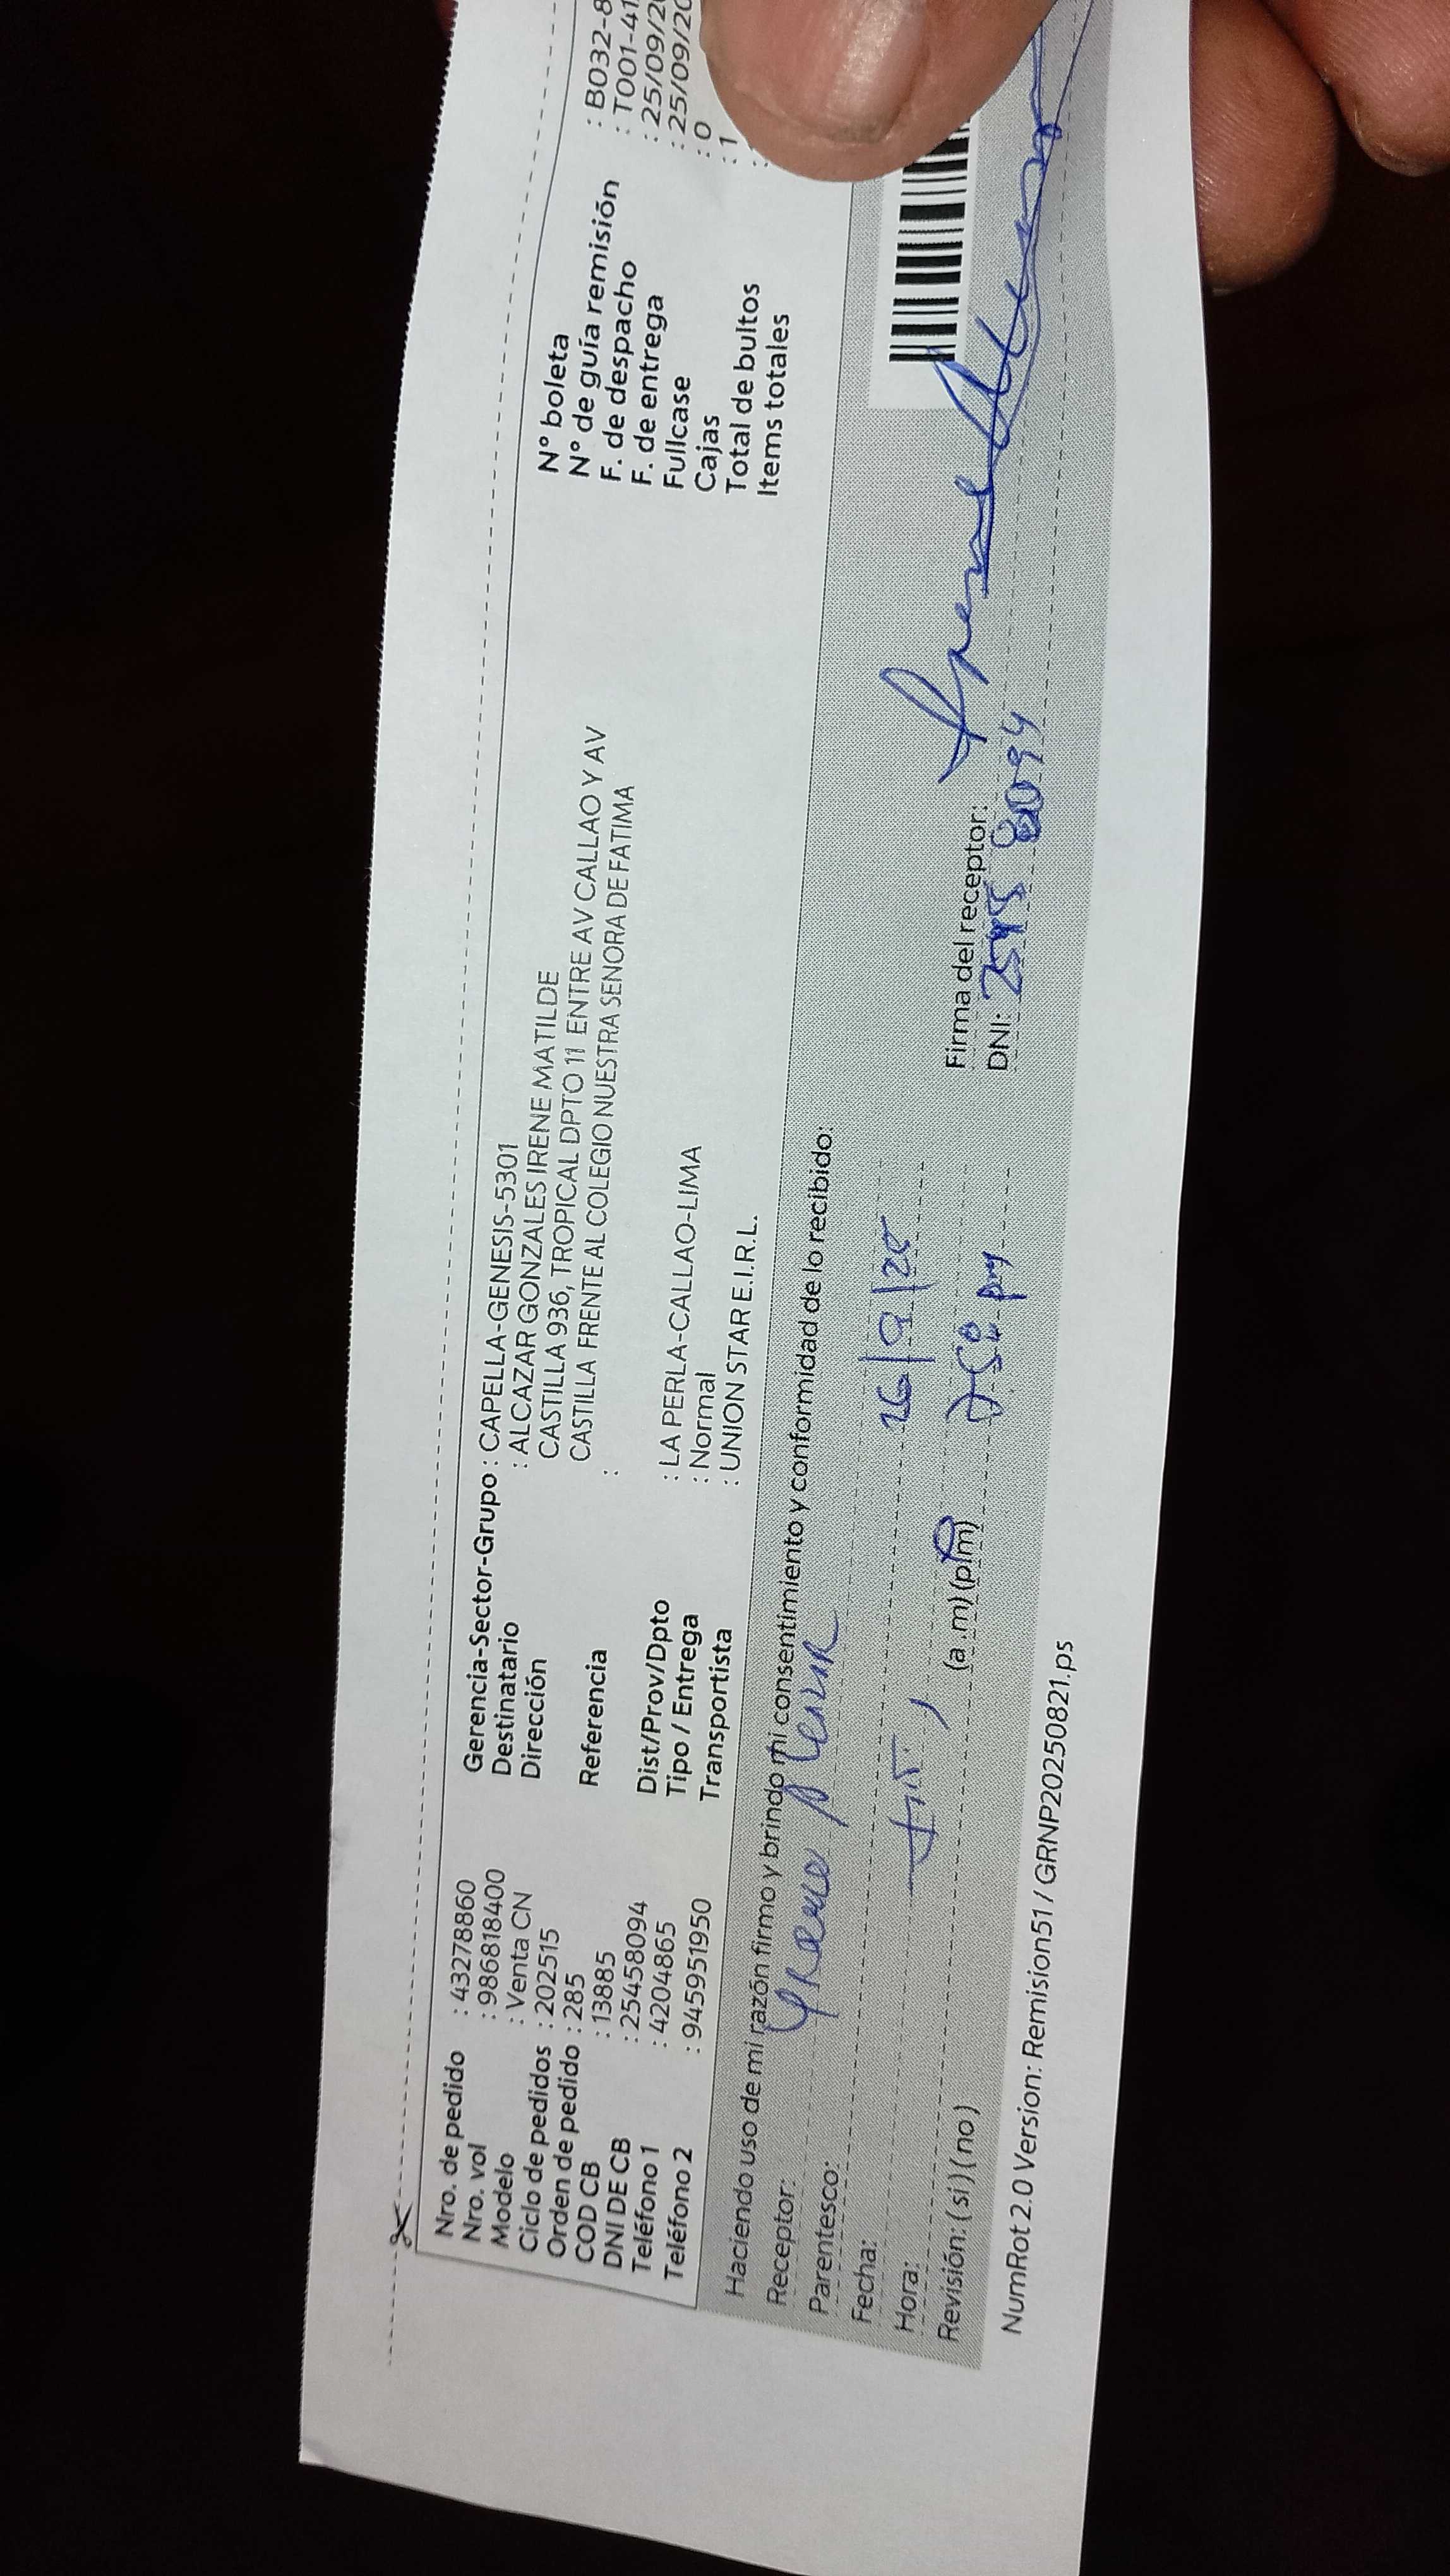 Nro. de pedido : 43278860
Nro. vol : 986818400
Modelo : Venta CN
Ciclo de pedidos : 202515
Orden de pedido : 285
COD CB : 13885
DNI DE CB : 25458094
Teléfono 1 : 4204865
Teléfono 2 : 945951950
Gerencia-Sector-Grupo : CAPELLA-GENESIS-5301
Destinatario : ALCAZAR GONZALES IRENE MATILDE
Dirección CASTILLA 936, TROPICAL DPTO 11 ENTRE AV CALLAO Y AV
CASTILLA FRENTE AL COLEGIO NUESTRA SENORA DE FATIMA
Referencia :
Dist/Prov/Dpto : LA PERLA-CALLAO-LIMA
Tipo / Entrega : Normal
Transportista : UNION STAR E.I.R.L.
N° boleta : B032-8
N° de guía remisión : T001-41
F. de despacho : 25/09/20
F. de entrega : 25/09/20
Fullcase : 0
Cajas : 1
Total de bultos :
Items totales
Haciendo uso de mi razón firmo y brindo mi consentimiento y conformidad de lo recibido:
Receptor: Irene Alcazar
Parentesco:
Fecha: 26/9/25
Hora: (a.m) (p.m) 7 50 pm
Revisión: (si) (no)
Firma del receptor:
DNI: 25458094
NumRot 2.0 Version: Remision51 / GRNP20250821.ps